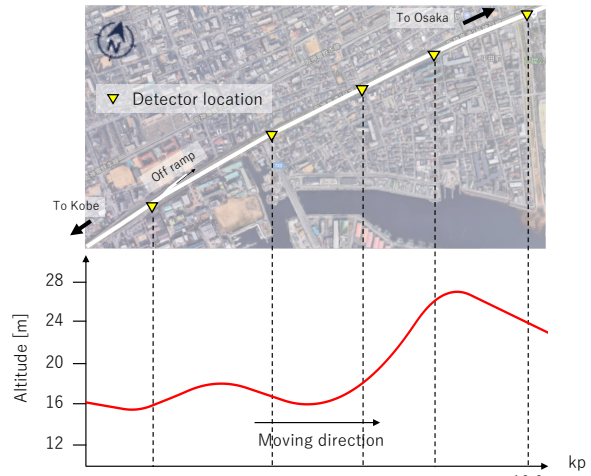 To Osaka
N
Detector location
Off ramp
To Kobe
28
24
20
16
12
Altitude [m]
Moving direction
kp